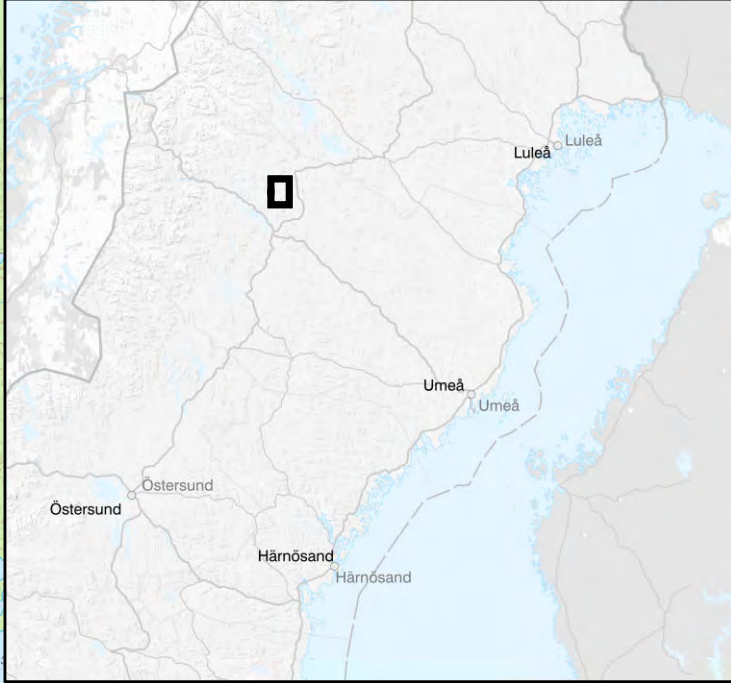 Luleå
Luleå
Umeå
Umeå
Östersund
Östersund
Härnösand
Härnösand